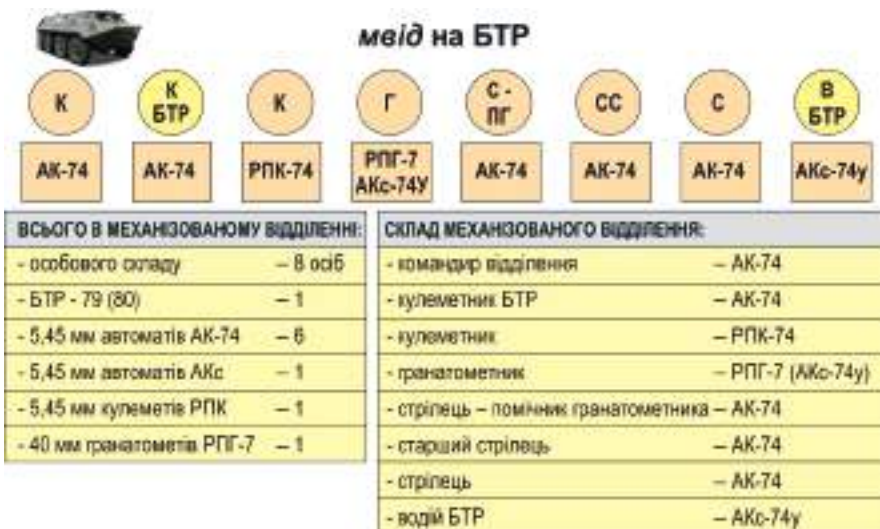 мвід на БТР
К К БТР К Г С - ПГ СС С В БТР
АК-74 АК-74 РПК-74 РПГ-7 АКс-74У АК-74 АК-74 АК-74 АКс-74у
ВСЬОГО В МЕХАНІЗОВАНОМУ ВІДДІЛЕННІ:
- особового складу – 8 осіб
- БТР - 79 (80) – 1
- 5,45 мм автоматів АК-74 – 6
- 5,45 мм автоматів АКс – 1
- 5,45 мм кулеметів РПК – 1
- 40 мм гранатометів РПГ-7 – 1
СКЛАД МЕХАНІЗОВАНОГО ВІДДІЛЕННЯ:
- командир відділення – АК-74
- кулеметник БТР – АК-74
- кулеметник – РПК-74
- гранатометник – РПГ-7 (АКс-74у)
- стрілець – помічник гранатометника – АК-74
- старший стрілець – АК-74
- стрілець – АК-74
- водій БТР – АКс-74у